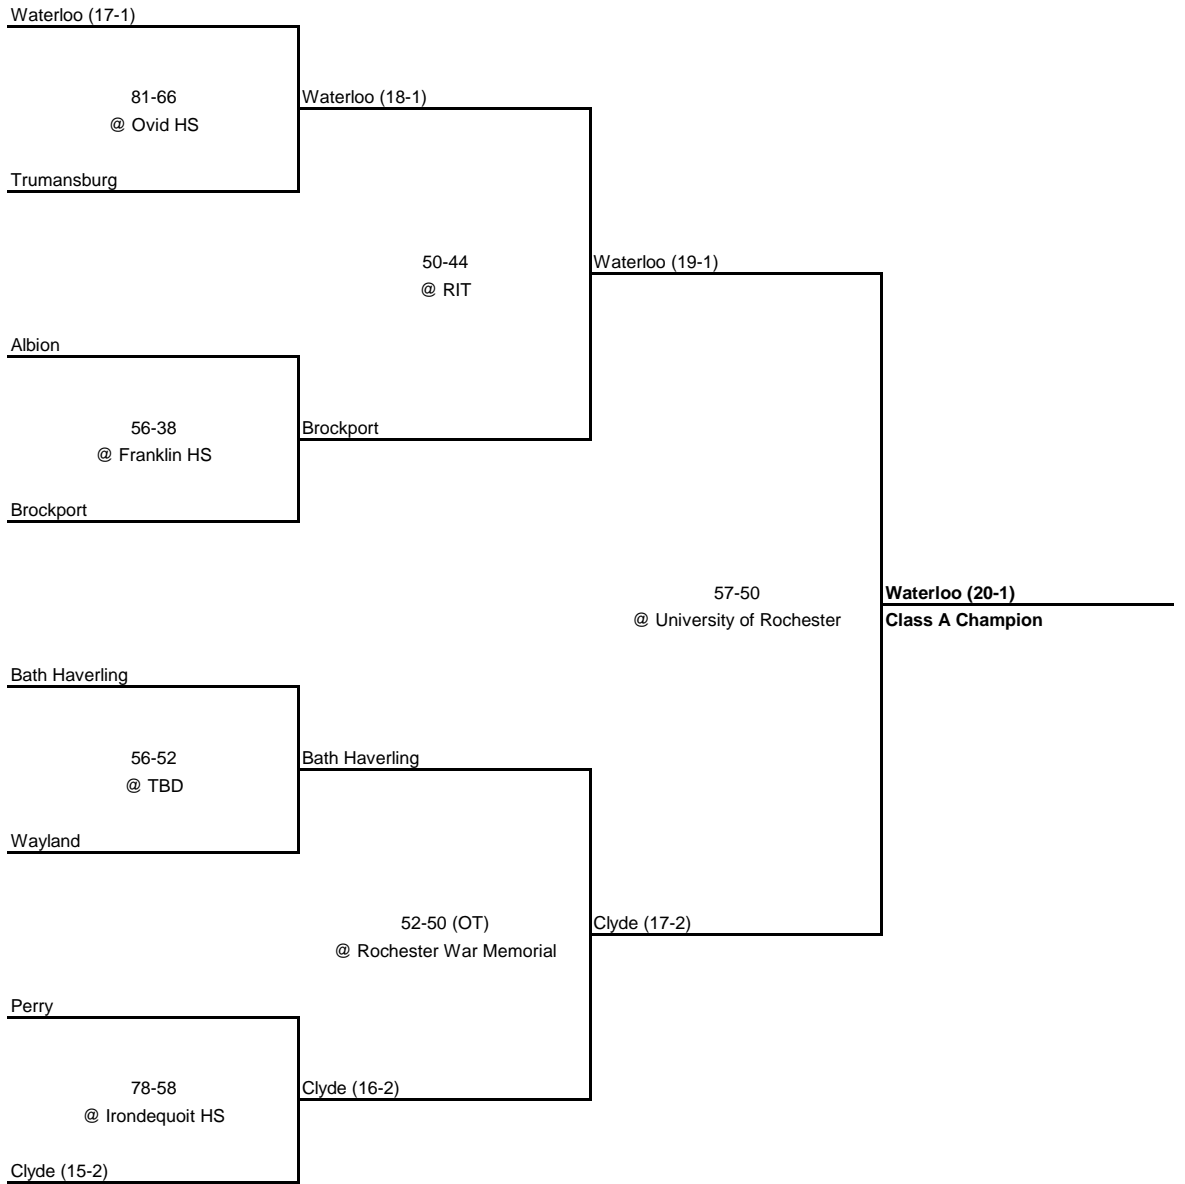 Waterloo (17-1)
81-66
@ Ovid HS
Waterloo (18-1)
Trumansburg
50-44
@ RIT
Waterloo (19-1)
Albion
56-38
@ Franklin HS
Brockport
Brockport
57-50
@ University of Rochester
Waterloo (20-1)
Class A Champion
Bath Haverling
56-52
@ TBD
Bath Haverling
Wayland
52-50 (OT)
@ Rochester War Memorial
Clyde (17-2)
Perry
78-58
@ Irondequoit HS
Clyde (16-2)
Clyde (15-2)